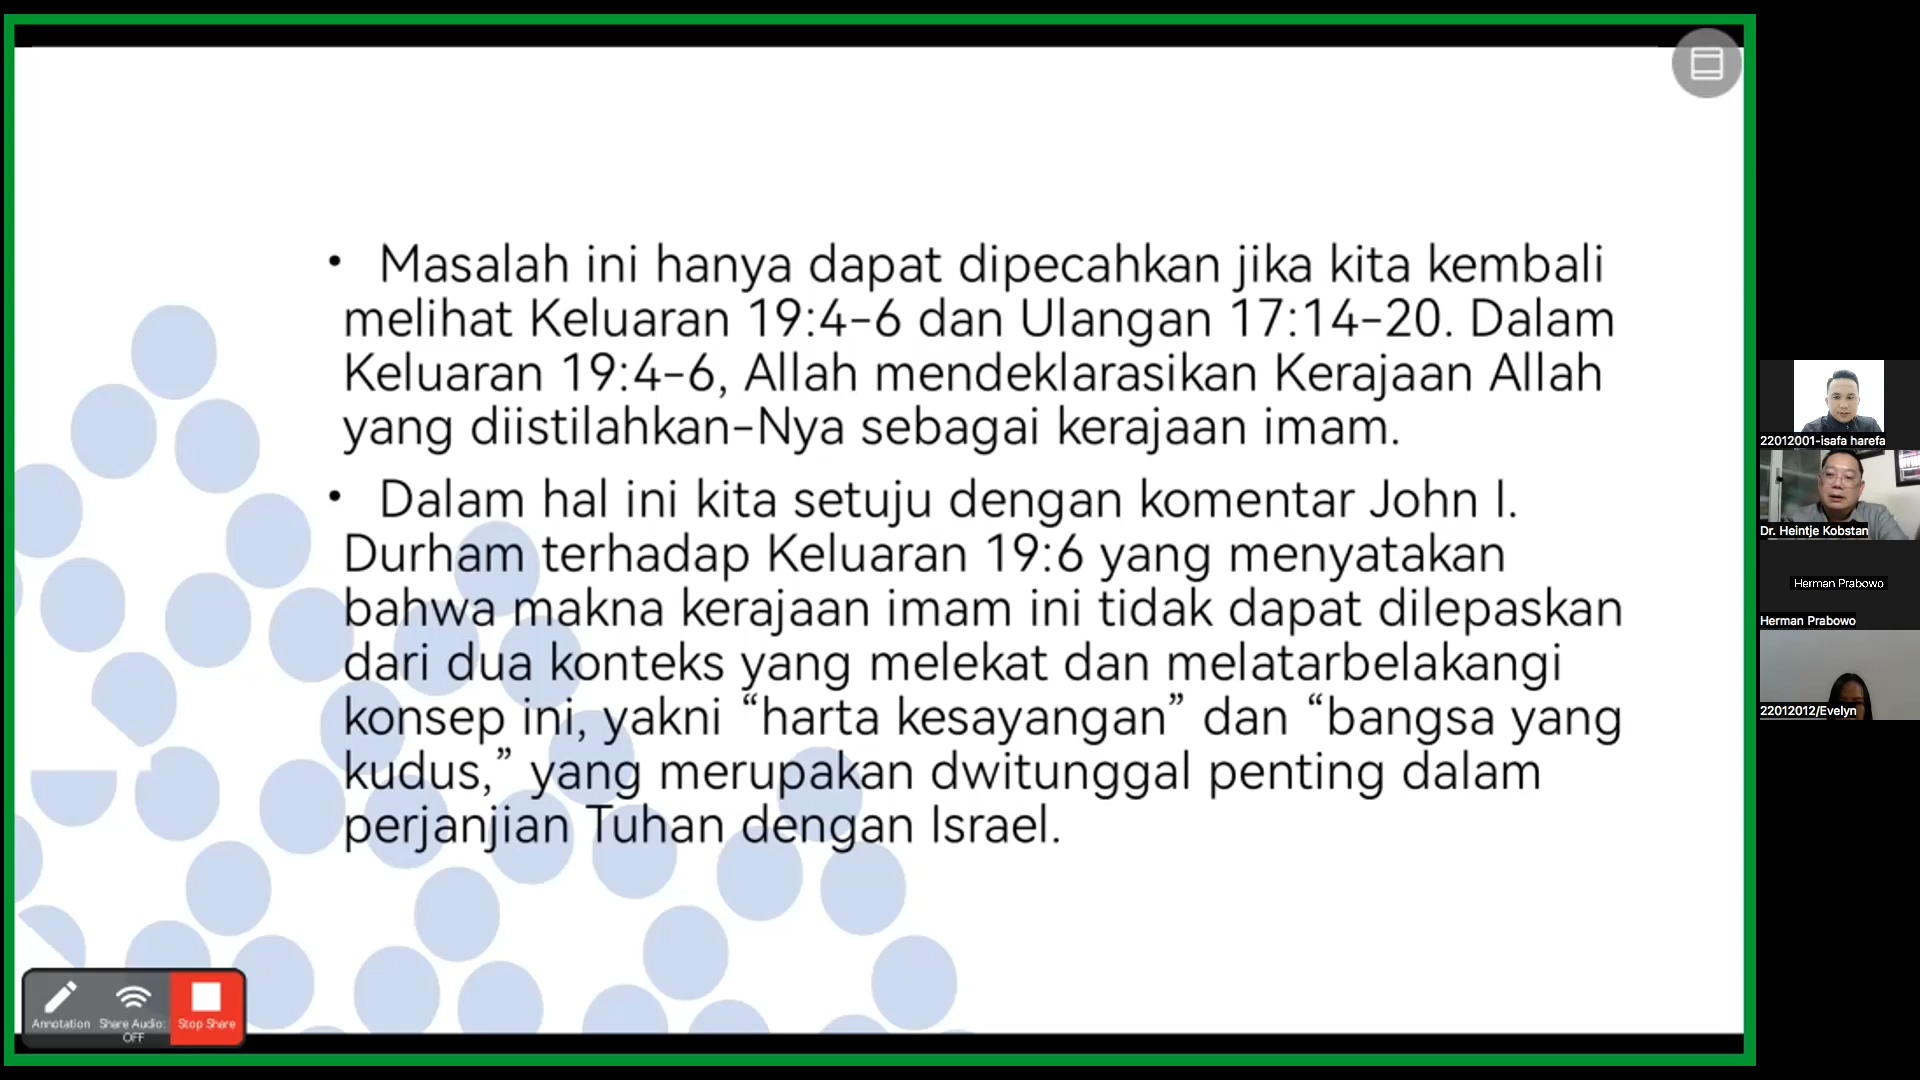 • Masalah ini hanya dapat dipecahkan jika kita kembali
melihat Keluaran 19:4-6 dan Ulangan 17:14-20. Dalam
Keluaran 19:4-6, Allah mendeklarasikan Kerajaan Allah
yang diistilahkan-Nya sebagai kerajaan imam.
• Dalam hal ini kita setuju dengan komentar John I.
Durham terhadap Keluaran 19:6 yang menyatakan
bahwa makna kerajaan imam ini tidak dapat dilepaskan
dari dua konteks yang melekat dan melatarbelakangi
konsep ini, yakni “harta kesayangan” dan “bangsa yang
kudus,” yang merupakan dwitunggal penting dalam
perjanjian Tuhan dengan Israel.
Annotation
Share Audio:
OFF
Stop Share
22012001-isafa harefa
Dr. Heintje Kobstan
Herman Prabowo
Herman Prabowo
22012012/Evelyn